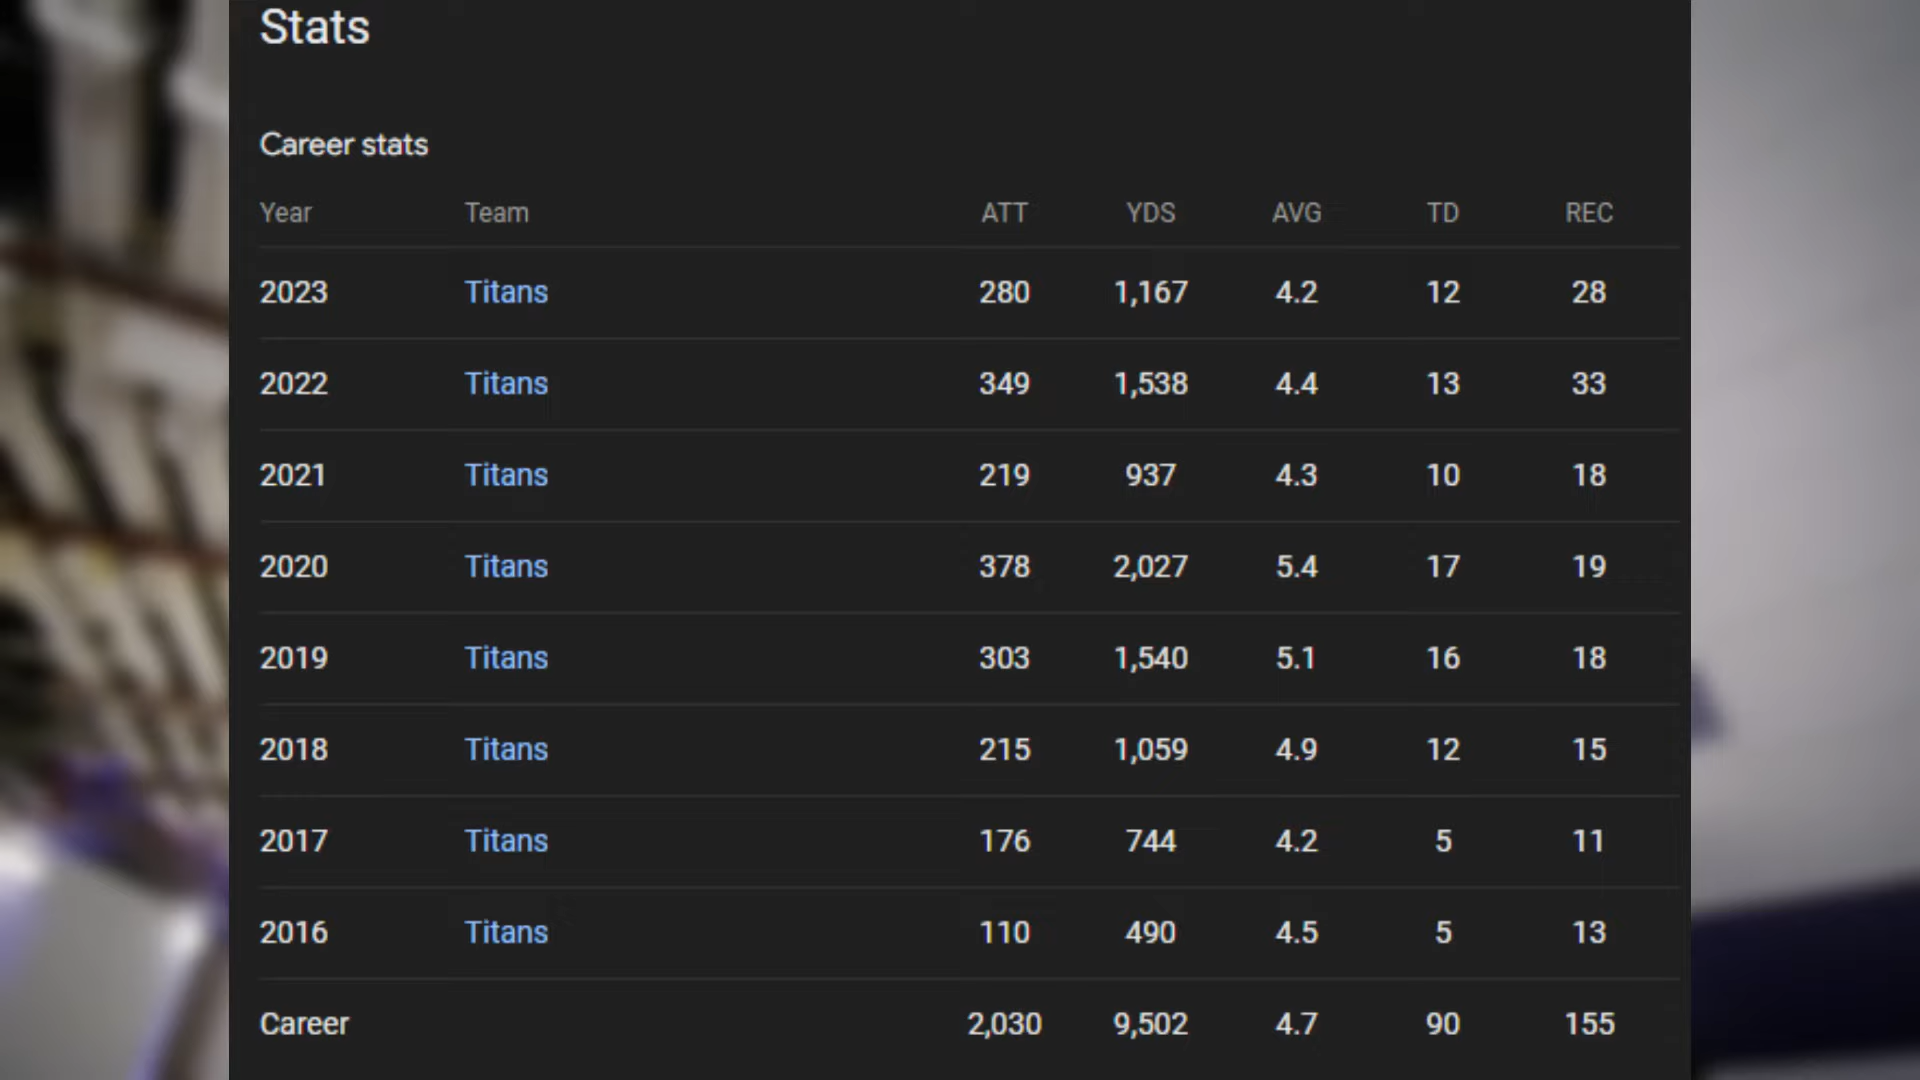 Stats
Career stats
Year Team ATT YDS AVG TD REC
2023 Titans 280 1,167 4.2 12 28
2022 Titans 349 1,538 4.4 13 33
2021 Titans 219 937 4.3 10 18
2020 Titans 378 2,027 5.4 17 19
2019 Titans 303 1,540 5.1 16 18
2018 Titans 215 1,059 4.9 12 15
2017 Titans 176 744 4.2 5 11
2016 Titans 110 490 4.5 5 13
Career 2,030 9,502 4.7 90 155